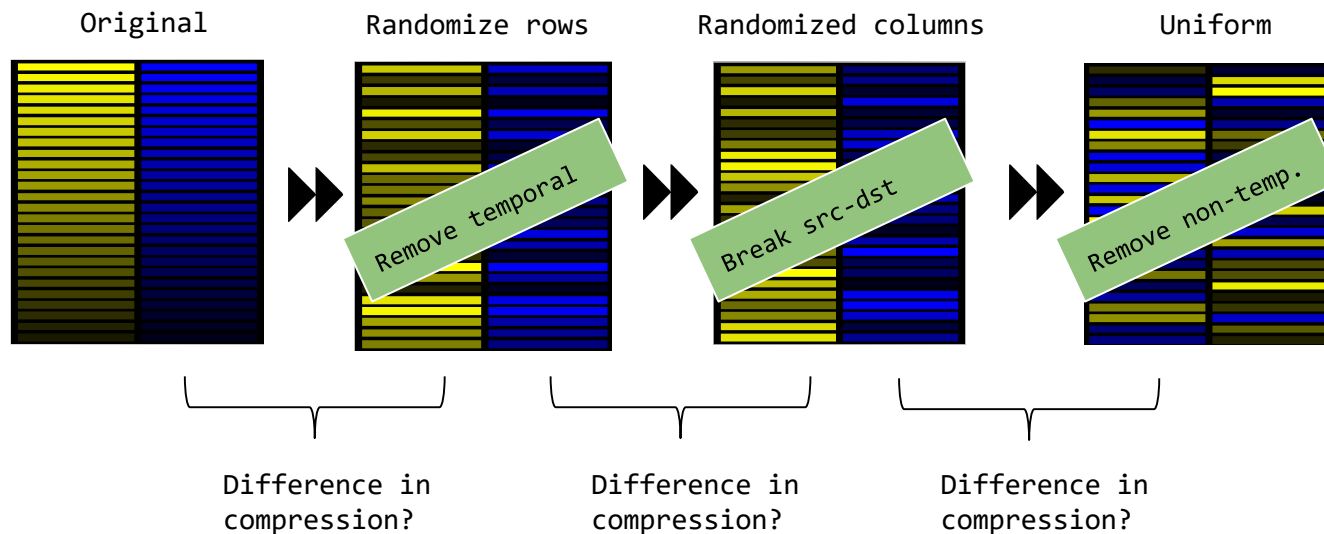 Original
Randomize rows
Randomized columns
Uniform
Remove temporal
Break src-dst
Remove non-temp.
Difference in
compression?
Difference in
compression?
Difference in
compression?